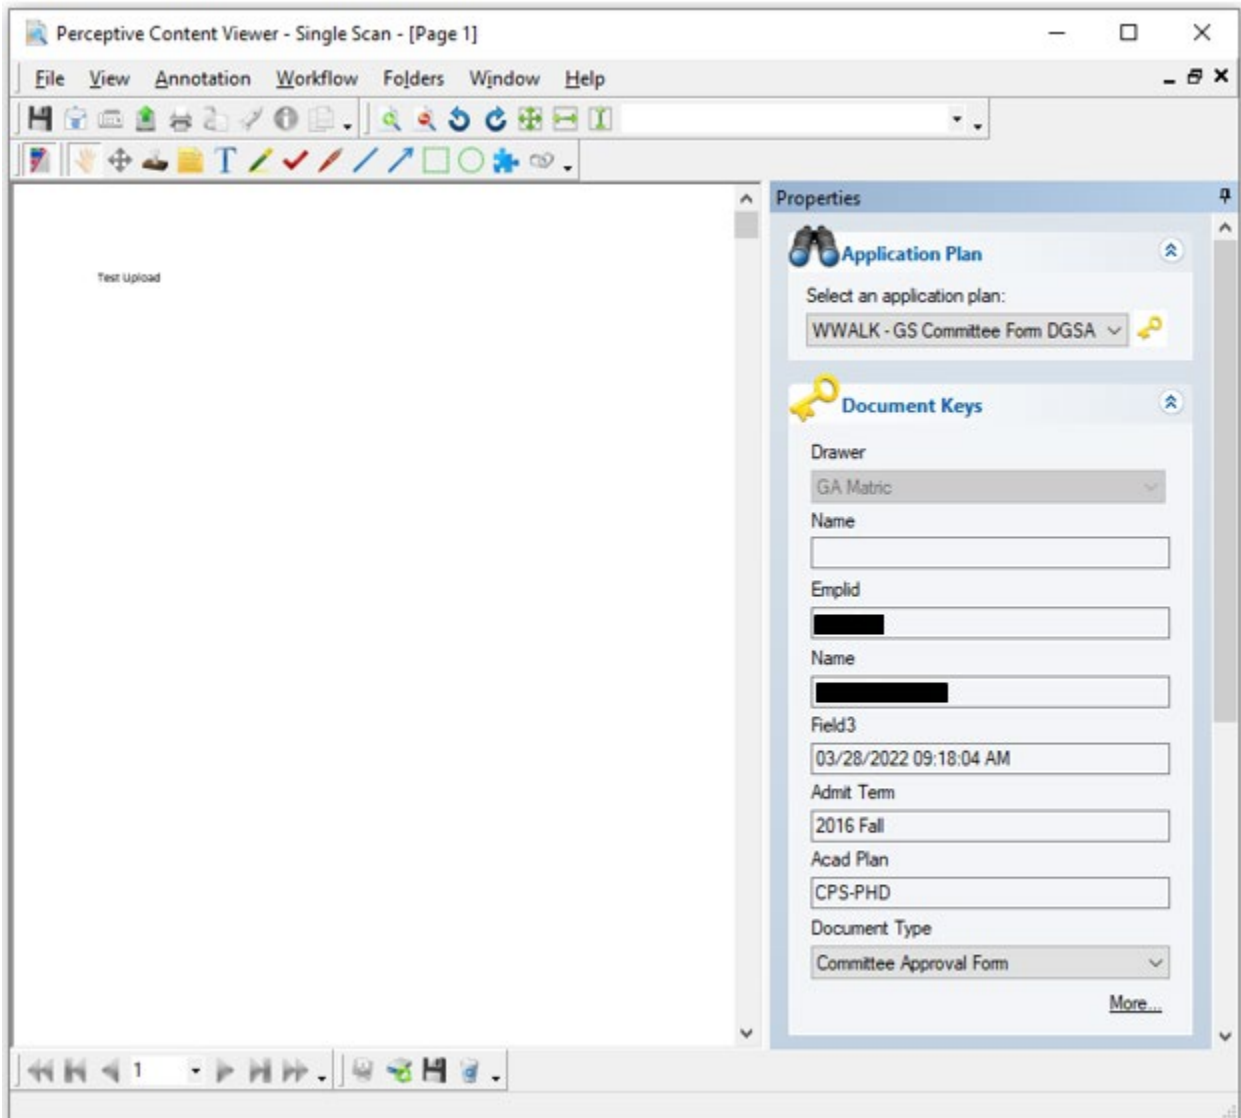 Perceptive Content Viewer - Single Scan - [Page 1]
File View Annotation Workflow Folders Window Help
Test Upload
Properties
Application Plan
Select an application plan:
WWALK - GS Committee Form DGSA
Document Keys
Drawer
GA Matric
Name
Emplid
Name
Field3
03/28/2022 09:18:04 AM
Admit Term
2016 Fall
Acad Plan
CPS-PHD
Document Type
Committee Approval Form
More...
1